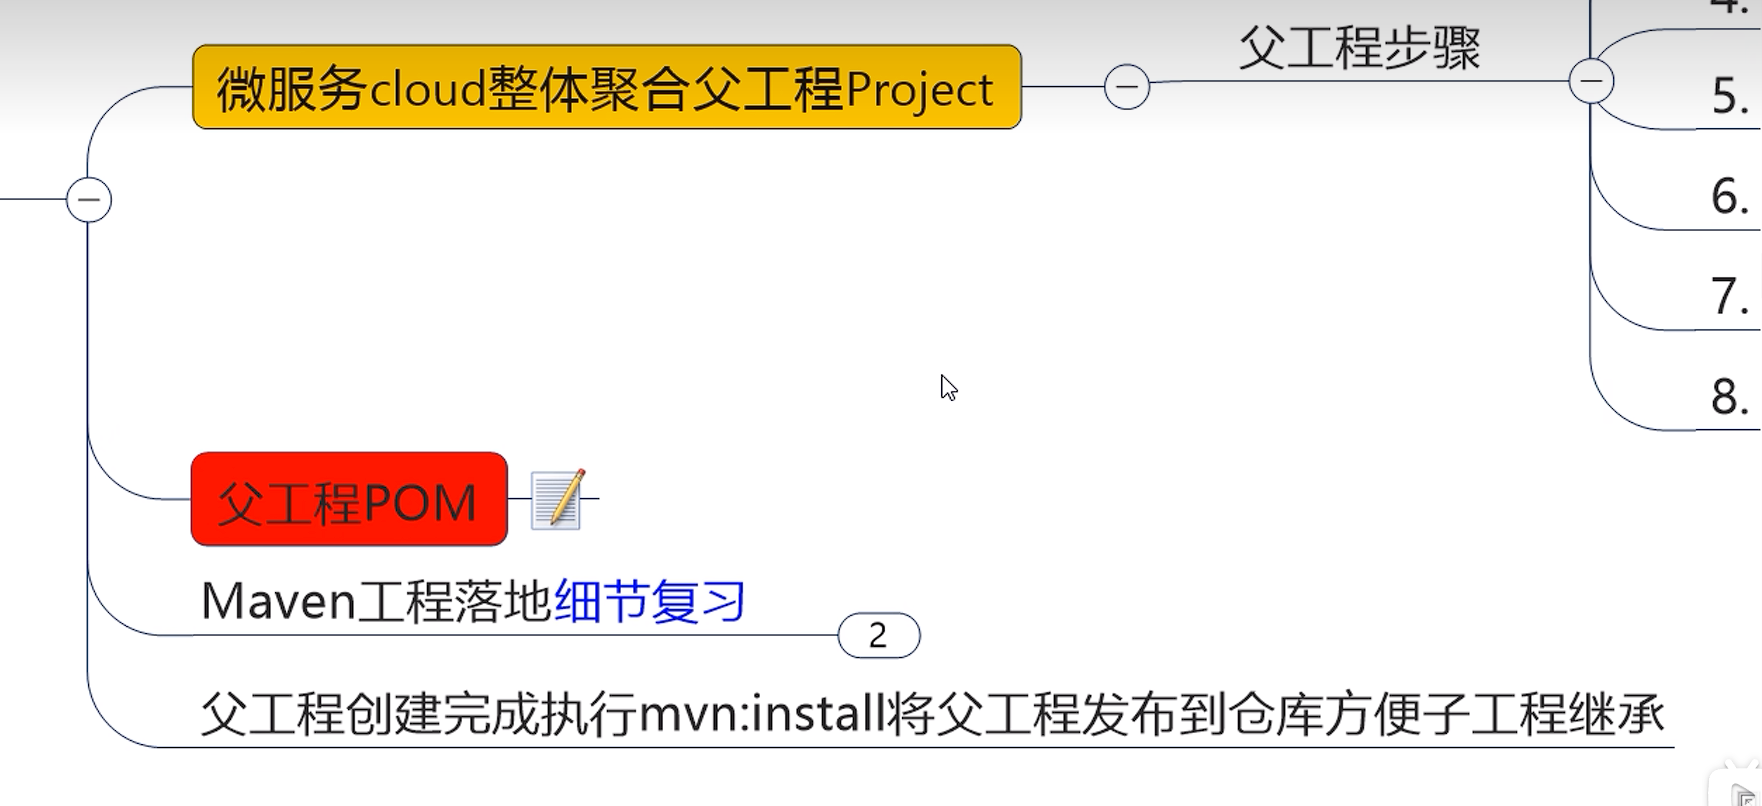 微服务cloud整体聚合父工程Project
父工程步骤
4.
5.
6.
7.
8.
父工程POM
Maven工程落地细节复习
2
父工程创建完成执行mvn:install将父工程发布到仓库方便子工程继承